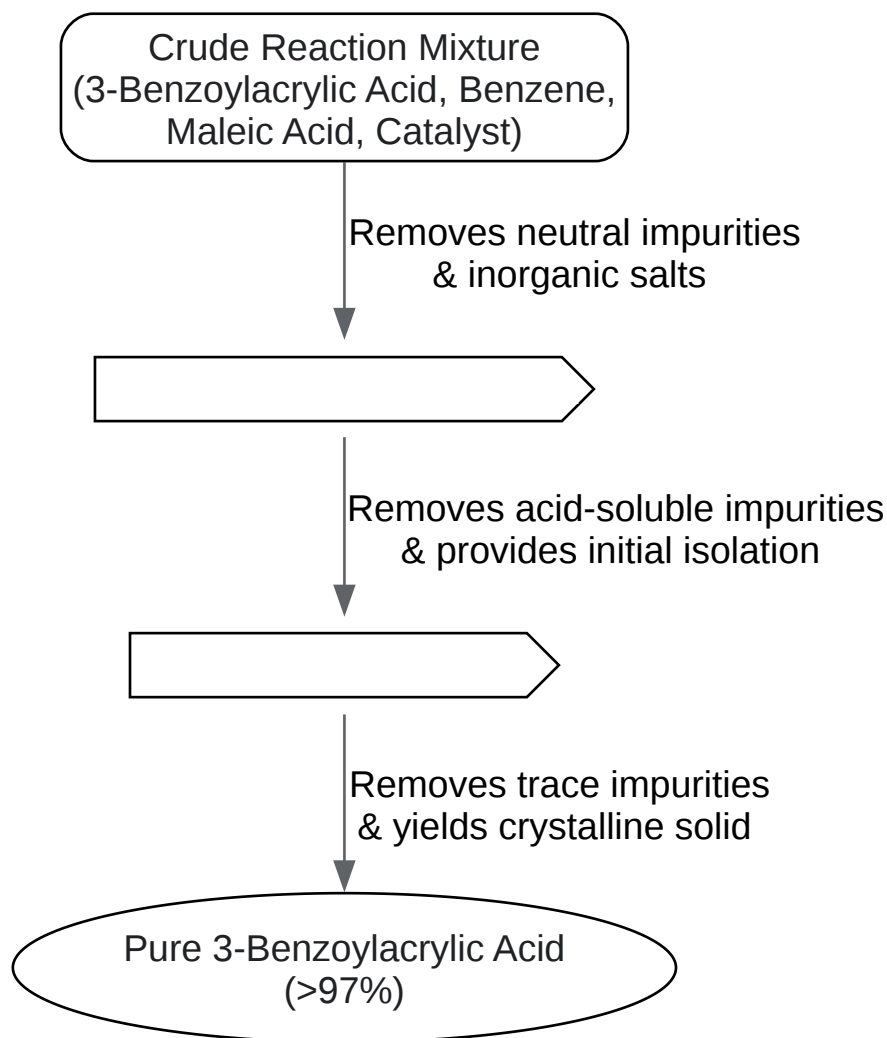 Crude Reaction Mixture
(3-Benzoylacrylic Acid, Benzene,
Maleic Acid, Catalyst)
Removes neutral impurities
& inorganic salts
Removes acid-soluble impurities
& provides initial isolation
Removes trace impurities
& yields crystalline solid
Pure 3-Benzoylacrylic Acid
(>97%)